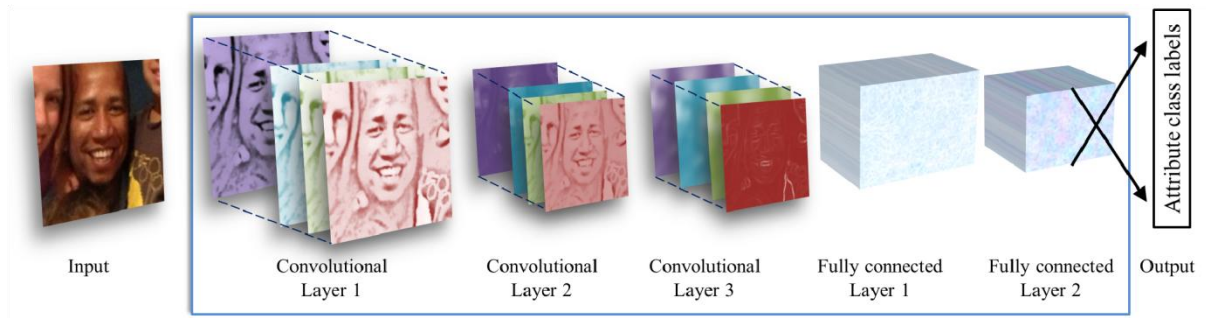 Input
Convolutional
Layer 1
Convolutional
Layer 2
Convolutional
Layer 3
Fully connected
Layer 1
Fully connected
Layer 2
Output
Attribute class labels